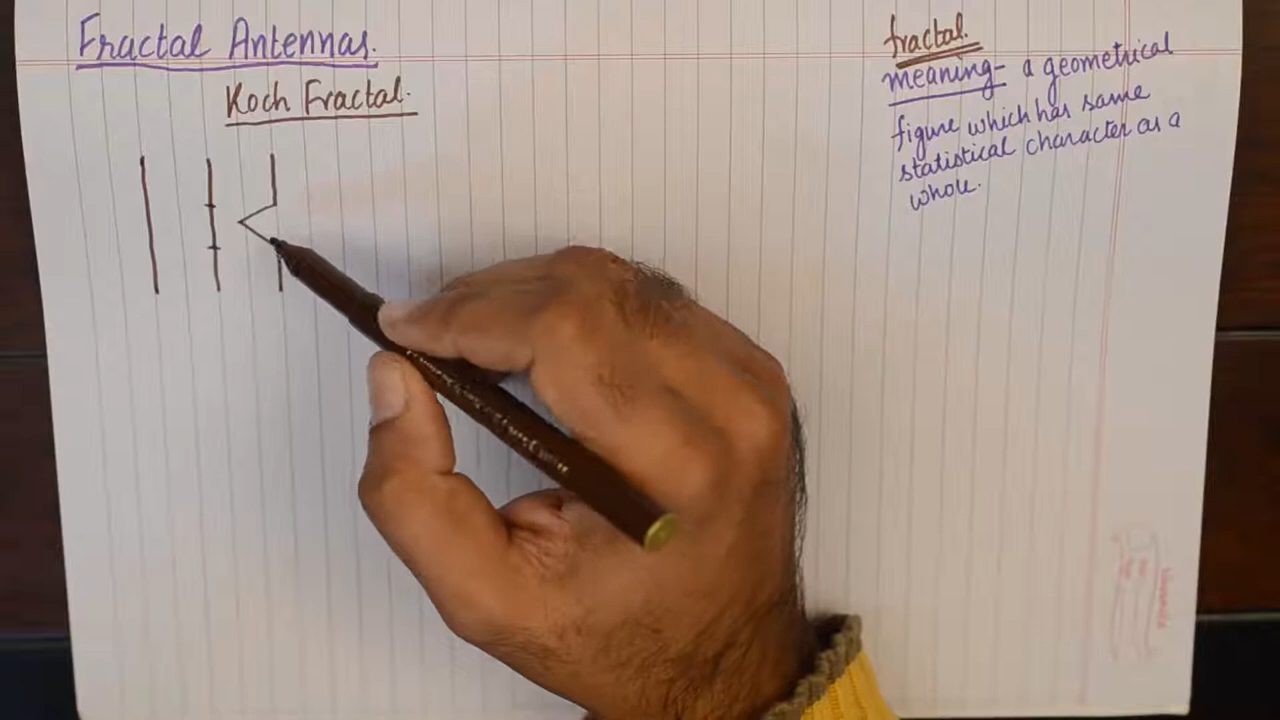 Fractal Antennas.
Koch Fractal.
fractal.
meaning- a geometrical
figure which has same
statistical character as a
whole.